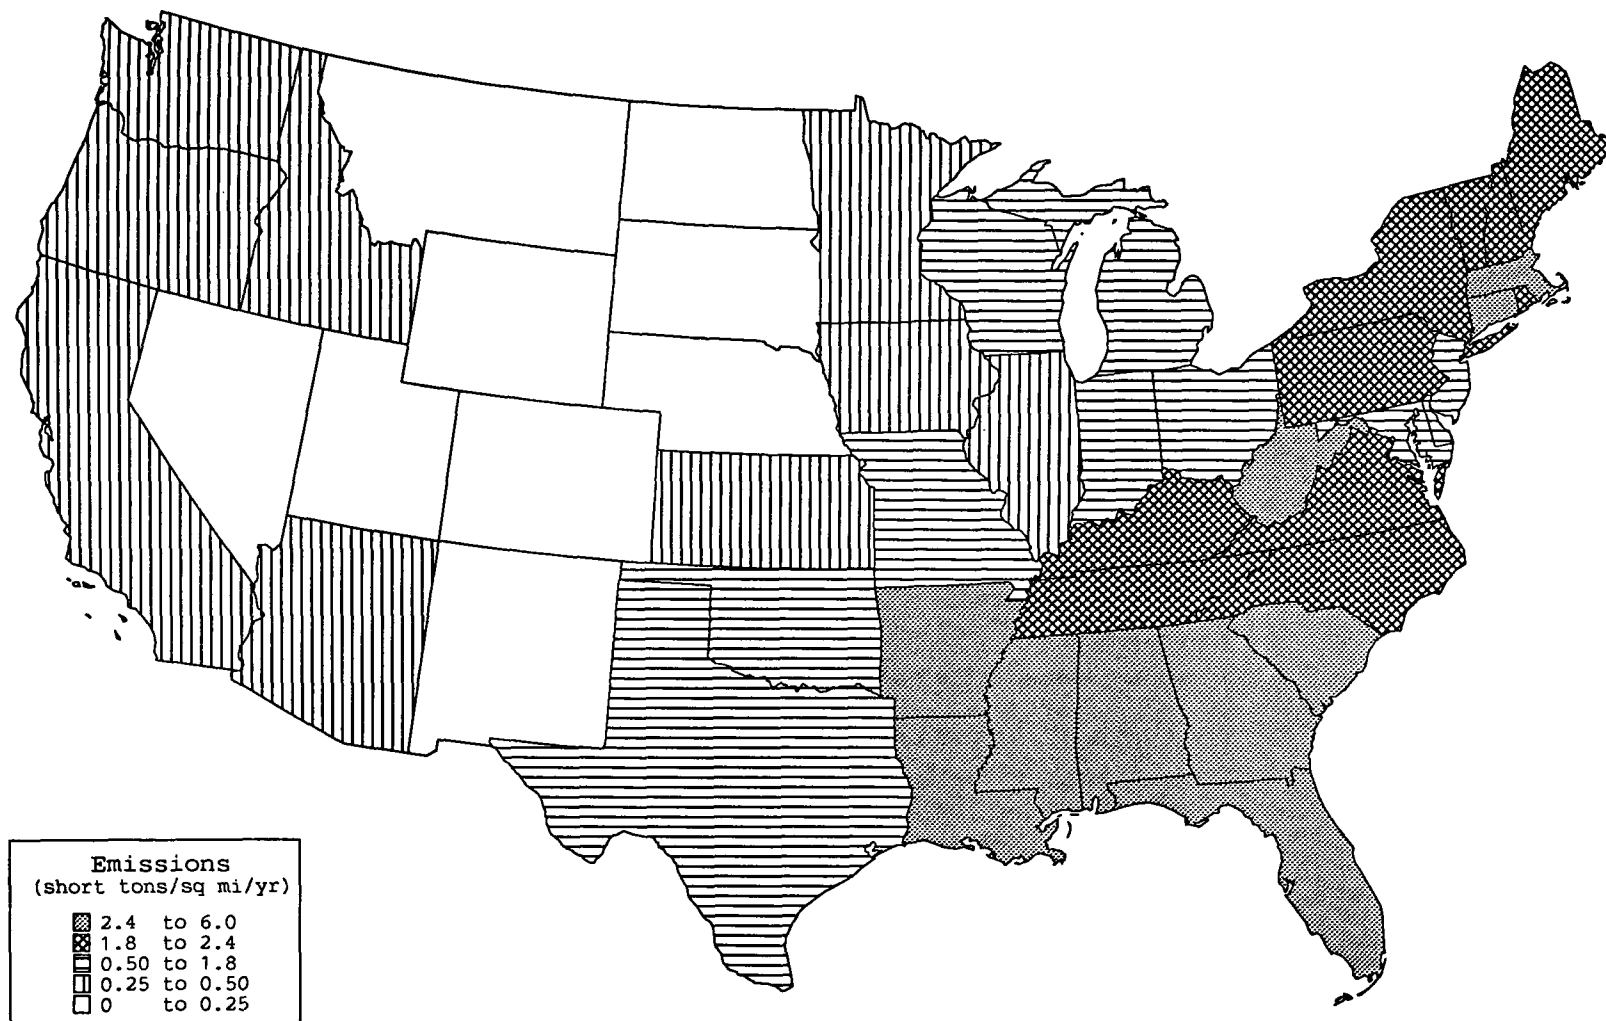 Emissions
(short tons/sq mi/yr)
2.4 to 6.0
1.8 to 2.4
0.50 to 1.8
0.25 to 0.50
0 to 0.25